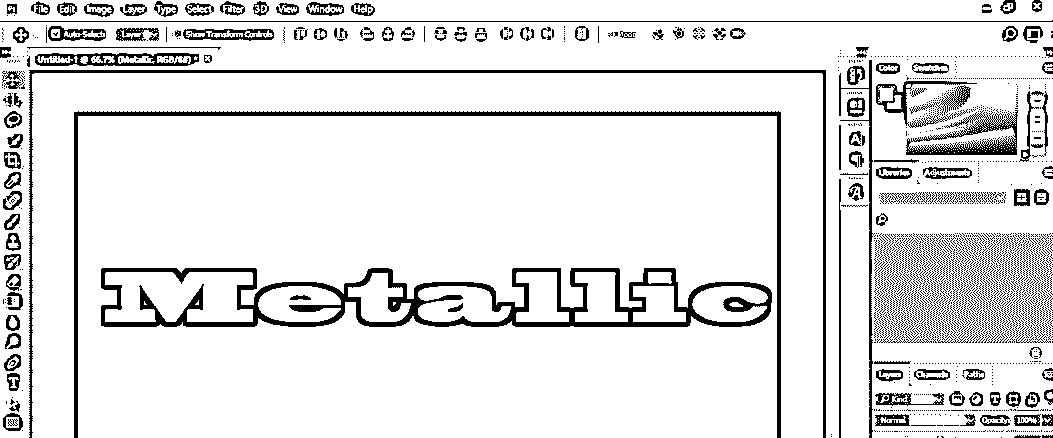 Ps File Edit Image Layer Type Select Filter 3D View Window Help
Auto-Select: Layer Show Transform Controls
Untitled-1 @ 66.7% (Metallic, RGB/8#) *
Color Swatches
Libraries Adjustments
Metallic
Layers Channels Paths
Kind
Normal Opacity: 100%